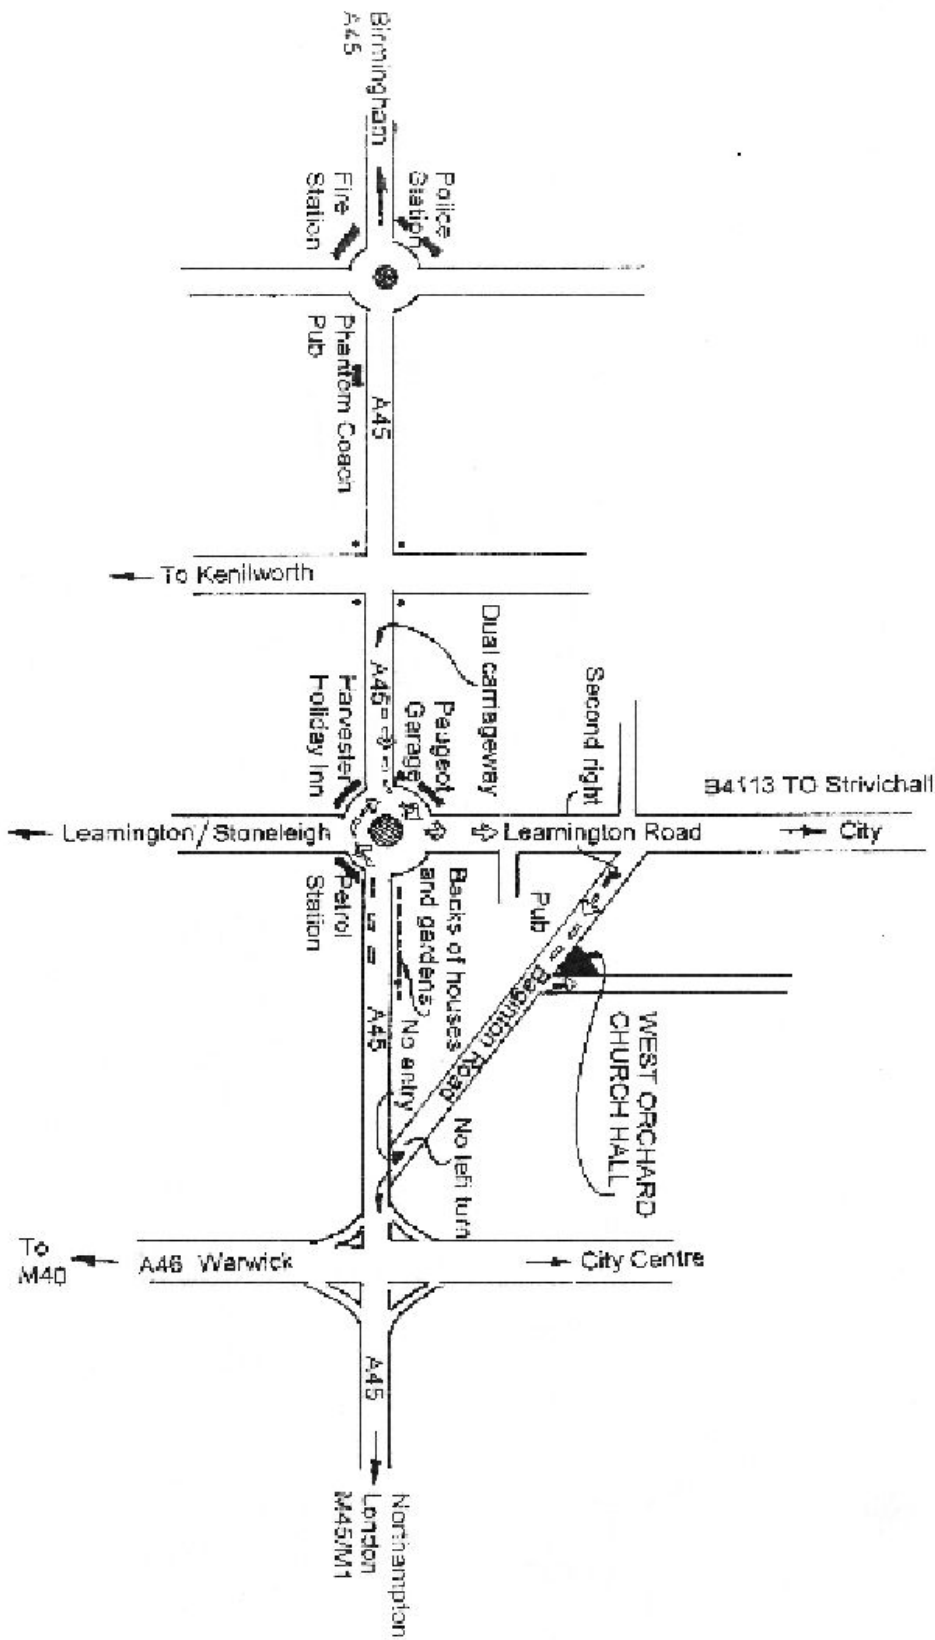 Birmingham
A45
Police
Station
Fire
Station
Phantom Coach
Pub
A45
To Kenilworth
Dual carriageway
A45
Second right
Harvester
Holiday Inn
Peugeot
Garage
B4113 TO Strivichall
Leamington/Stoneleigh
Leamington Road
City
Petrol
Station
Backs of houses
and gardens
Pub
A45
No entry
Baginton Road
No left turn
WEST ORCHARD
CHURCH HALL
To
M40
A46 Warwick
City Centre
A45
Northampton
London
M45/M1